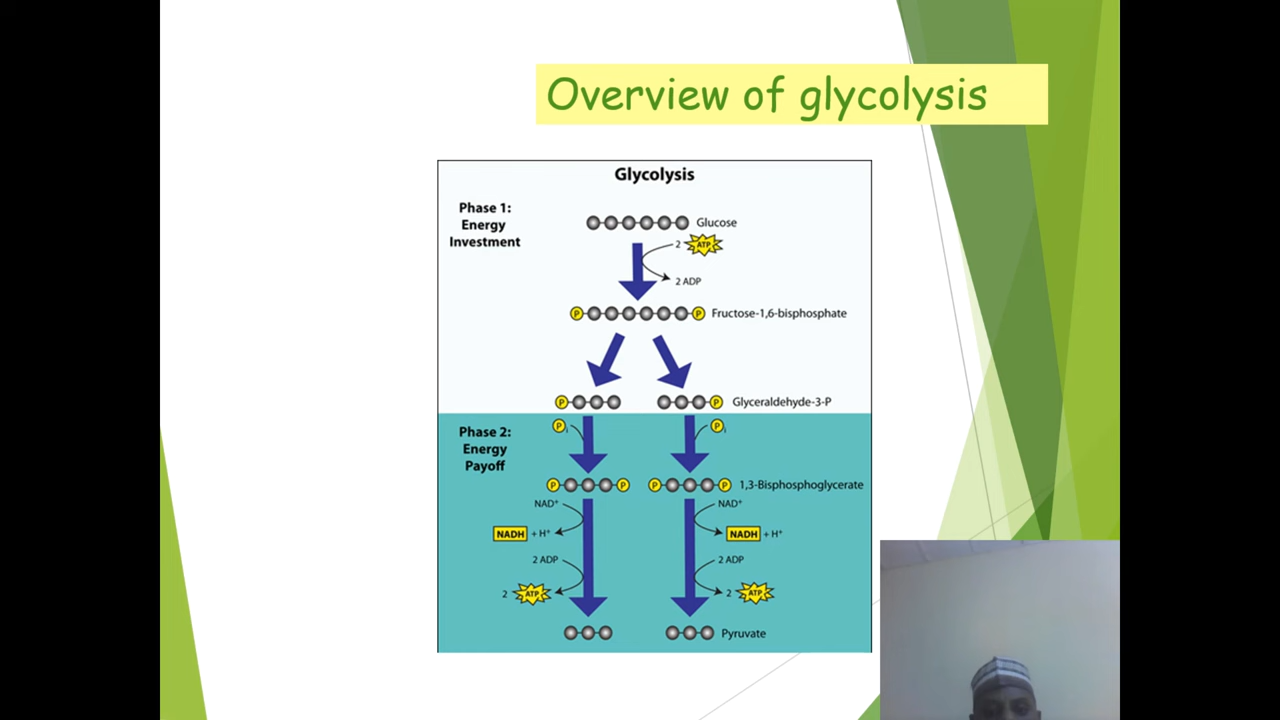 Overview of glycolysis
Glycolysis
Phase 1:
Energy
Investment
Glucose
2 ATP
2 ADP
P P Fructose-1,6-bisphosphate
P P Glyceraldehyde-3-P
Phase 2:
Energy
Payoff
Pi Pi
P P P P 1,3-Bisphosphoglycerate
NAD⁺ NAD⁺
NADH + H⁺ NADH + H⁺
2 ADP 2 ADP
2 ATP 2 ATP
Pyruvate